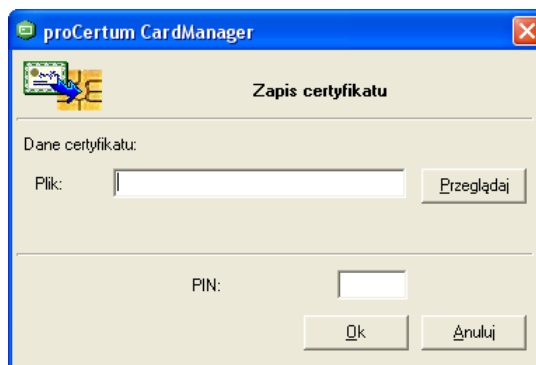 proCertum CardManager
Zapis certyfikatu
Dane certyfikatu:
Plik:
Przeglądaj
PIN:
Ok
Anuluj